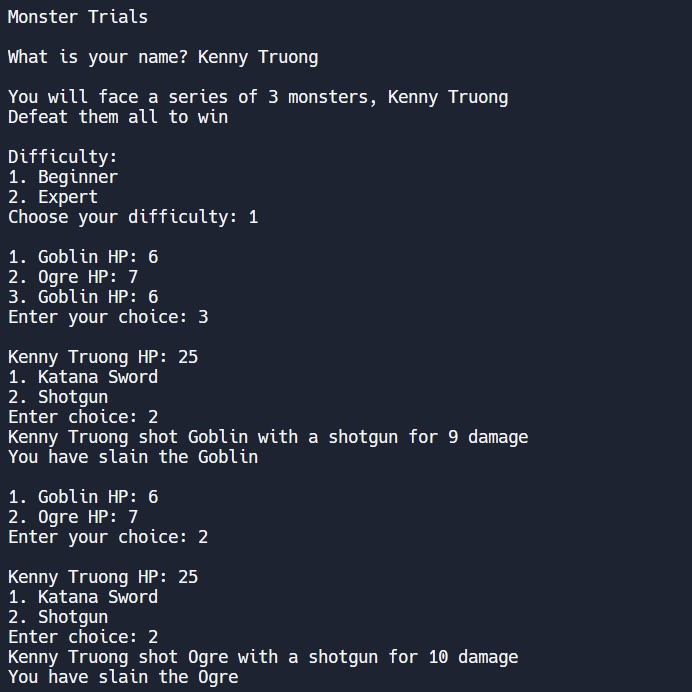 Monster Trials
What is your name? Kenny Truong
You will face a series of 3 monsters, Kenny Truong
Defeat them all to win
Difficulty:
1. Beginner
2. Expert
Choose your difficulty: 1
1. Goblin HP: 6
2. Ogre HP: 7
3. Goblin HP: 6
Enter your choice: 3
Kenny Truong HP: 25
1. Katana Sword
2. Shotgun
Enter choice: 2
Kenny Truong shot Goblin with a shotgun for 9 damage
You have slain the Goblin
1. Goblin HP: 6
2. Ogre HP: 7
Enter your choice: 2
Kenny Truong HP: 25
1. Katana Sword
2. Shotgun
Enter choice: 2
Kenny Truong shot Ogre with a shotgun for 10 damage
You have slain the Ogre